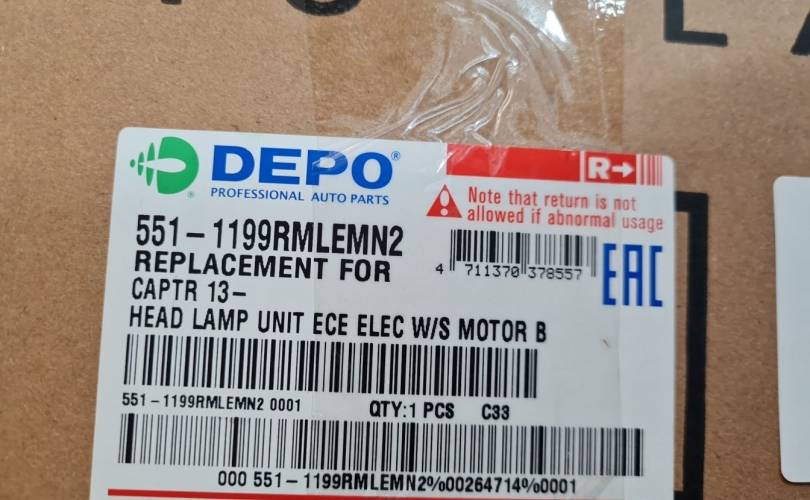 DEPO®
PROFESSIONAL AUTO PARTS
R→
Note that return is not
allowed if abnormal usage
551-1199RMLEMN2
4 711370 378557
EAC
REPLACEMENT FOR
CAPTR 13-
HEAD LAMP UNIT ECE ELEC W/S MOTOR B
551-1199RMLEMN2 0001 QTY:1 PCS C33
000 551-1199RMLEMN2%00264714%0001